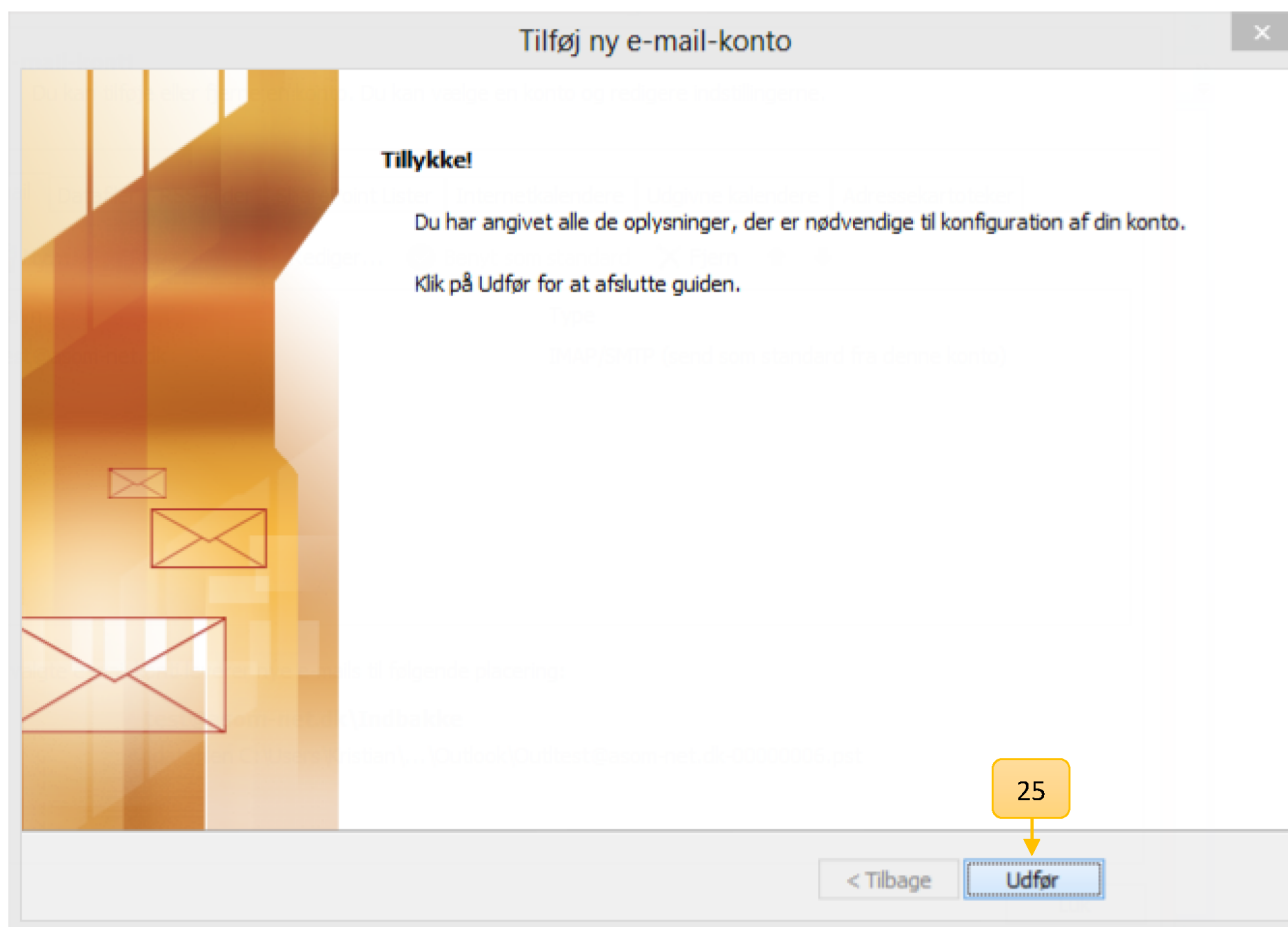 Tilføj ny e-mail-konto
Tillykke!
Du har angivet alle de oplysninger, der er nødvendige til konfiguration af din konto.
Klik på Udfør for at afslutte guiden.
25
< Tilbage
Udfør